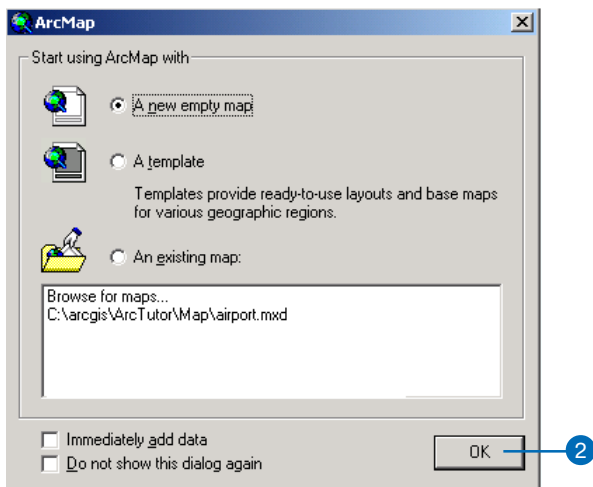 ArcMap
Start using ArcMap with
A new empty map
A template
Templates provide ready-to-use layouts and base maps
for various geographic regions.
An existing map:
Browse for maps...
C:\arcgis\ArcTutor\Map\airport.mxd
Immediately add data
Do not show this dialog again
OK
2